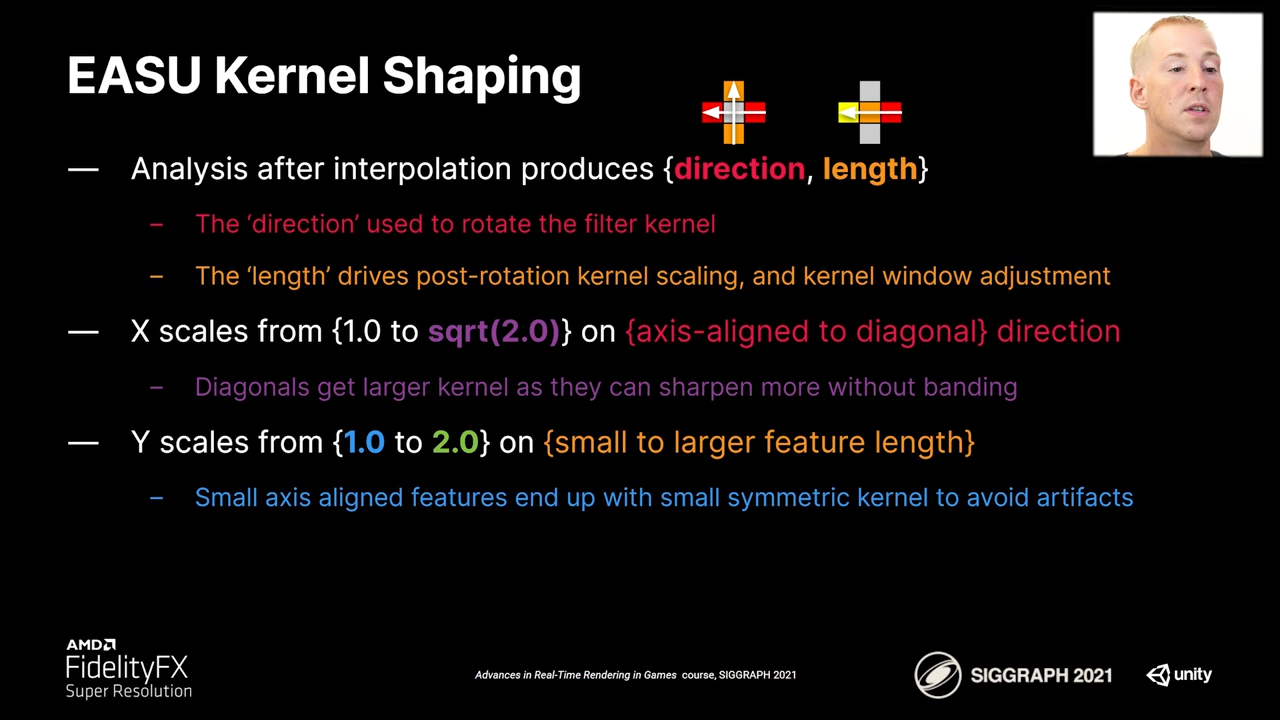 EASU Kernel Shaping
— Analysis after interpolation produces {direction, length}
– The ‘direction’ used to rotate the filter kernel
– The ‘length’ drives post-rotation kernel scaling, and kernel window adjustment
— X scales from {1.0 to sqrt(2.0)} on {axis-aligned to diagonal} direction
– Diagonals get larger kernel as they can sharpen more without banding
— Y scales from {1.0 to 2.0} on {small to larger feature length}
– Small axis aligned features end up with small symmetric kernel to avoid artifacts
AMD
FidelityFX
Super Resolution
Advances in Real-Time Rendering in Games course, SIGGRAPH 2021
SIGGRAPH 2021
unity